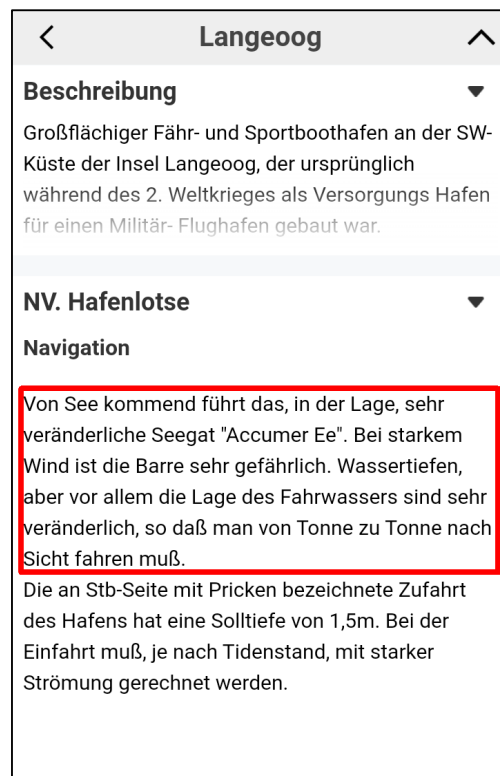 Langeoog
Beschreibung
Großflächiger Fähr- und Sportboothafen an der SW-
Küste der Insel Langeoog, der ursprünglich
während des 2. Weltkrieges als Versorgungs Hafen
für einen Militär- Flughafen gebaut war.
NV. Hafenlotse
Navigation
Von See kommend führt das, in der Lage, sehr
veränderliche Seegat "Accumer Ee". Bei starkem
Wind ist die Barre sehr gefährlich. Wassertiefen,
aber vor allem die Lage des Fahrwassers sind sehr
veränderlich, so daß man von Tonne zu Tonne nach
Sicht fahren muß.
Die an Stb-Seite mit Pricken bezeichnete Zufahrt
des Hafens hat eine Solltiefe von 1,5m. Bei der
Einfahrt muß, je nach Tidenstand, mit starker
Strömung gerechnet werden.